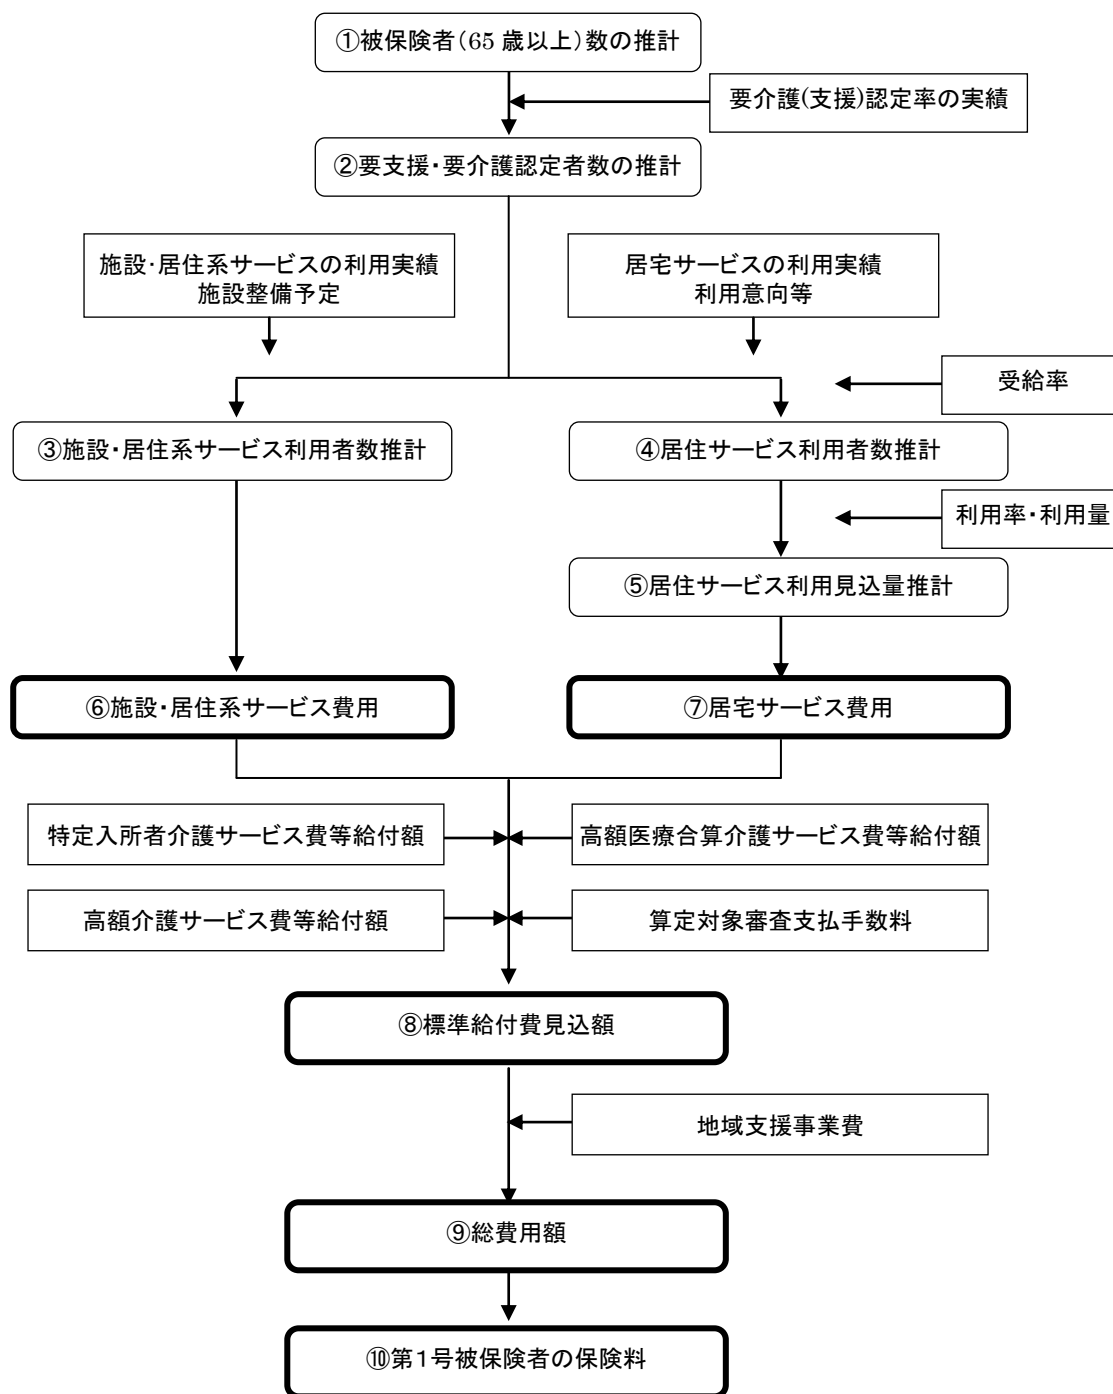 ①被保険者(65 歳以上)数の推計
要介護(支援)認定率の実績
②要支援・要介護認定者数の推計
施設・居住系サービスの利用実績
施設整備予定
居宅サービスの利用実績
利用意向等
受給率
③施設・居住系サービス利用者数推計
④居住サービス利用者数推計
利用率・利用量
⑤居住サービス利用見込量推計
⑥施設・居住系サービス費用
⑦居宅サービス費用
特定入所者介護サービス費等給付額
高額医療合算介護サービス費等給付額
高額介護サービス費等給付額
算定対象審査支払手数料
⑧標準給付費見込額
地域支援事業費
⑨総費用額
⑩第1号被保険者の保険料